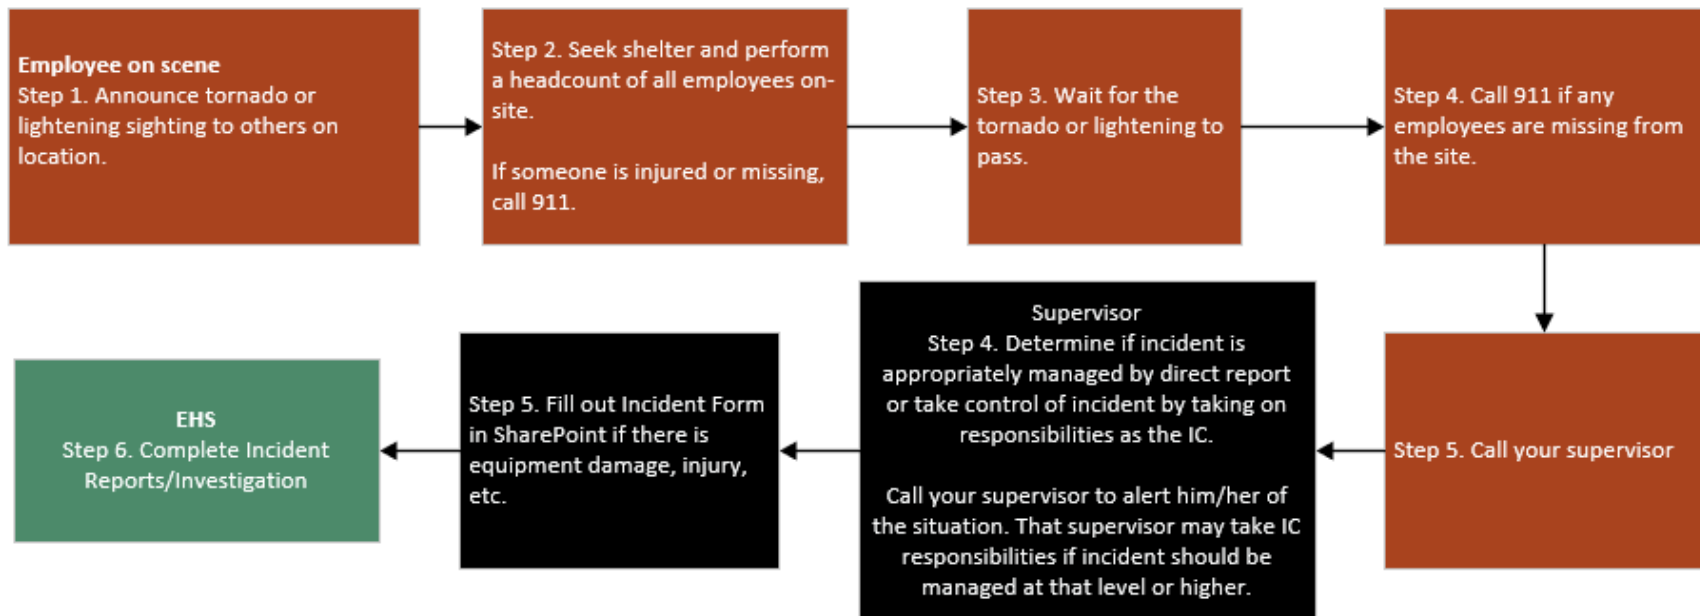 Employee on scene
Step 1. Announce tornado or
lightening sighting to others on
location.
Step 2. Seek shelter and perform
a headcount of all employees on-
site.
If someone is injured or missing,
call 911.
Step 3. Wait for the
tornado or lightening to
pass.
Step 4. Call 911 if any
employees are missing from
the site.
Step 5. Call your supervisor
Supervisor
Step 4. Determine if incident is
appropriately managed by direct report
or take control of incident by taking on
responsibilities as the IC.
Call your supervisor to alert him/her of
the situation. That supervisor may take IC
responsibilities if incident should be
managed at that level or higher.
Step 5. Fill out Incident Form
in SharePoint if there is
equipment damage, injury,
etc.
EHS
Step 6. Complete Incident
Reports/Investigation